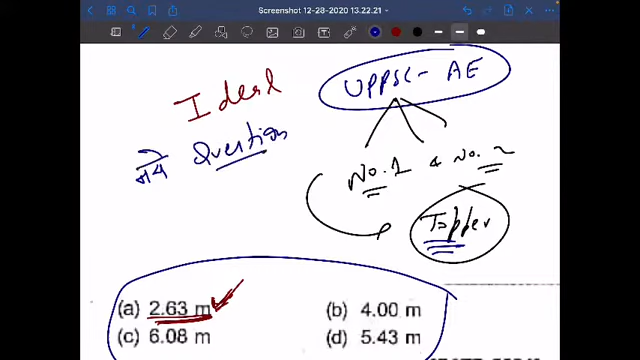 Screenshot 12-28-2020 13.22.21
Ideal
UPPSC- AE
नये Question
No. 1 & No. 2
Topper
(a) 2.63 m
(b) 4.00 m
(c) 6.08 m
(d) 5.43 m